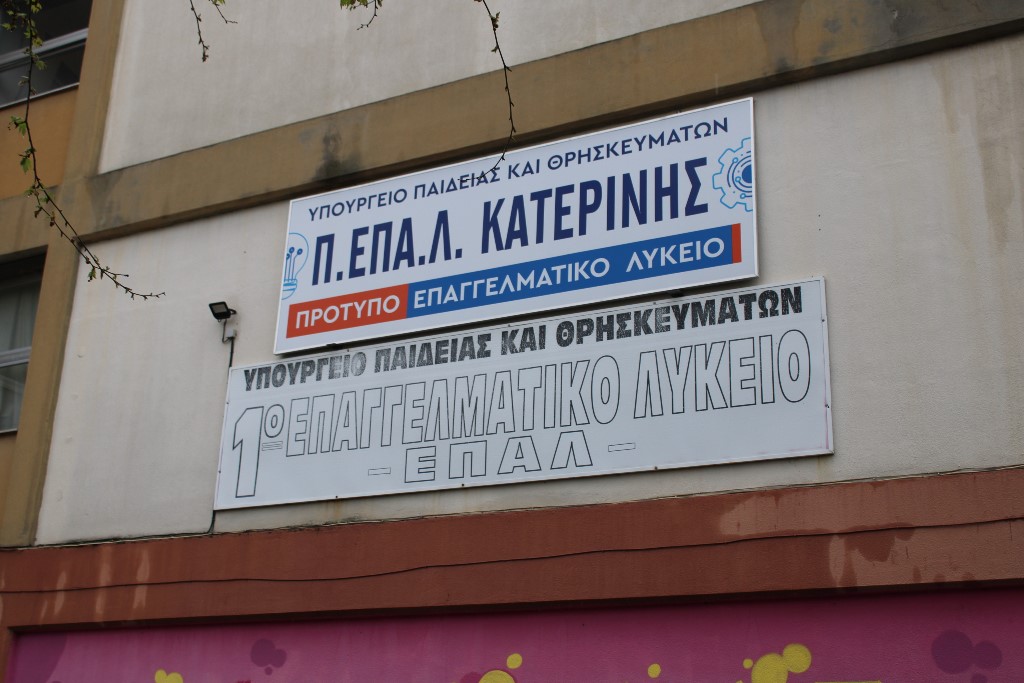 ΥΠΟΥΡΓΕΙΟ ΠΑΙΔΕΙΑΣ ΚΑΙ ΘΡΗΣΚΕΥΜΑΤΩΝ
Π.ΕΠΑ.Λ. ΚΑΤΕΡΙΝΗΣ
ΠΡΟΤΥΠΟ ΕΠΑΓΓΕΛΜΑΤΙΚΟ ΛΥΚΕΙΟ
ΥΠΟΥΡΓΕΙΟ ΠΑΙΔΕΙΑΣ ΚΑΙ ΘΡΗΣΚΕΥΜΑΤΩΝ
1ο ΕΠΑΓΓΕΛΜΑΤΙΚΟ ΛΥΚΕΙΟ
- ΕΠΑΛ -